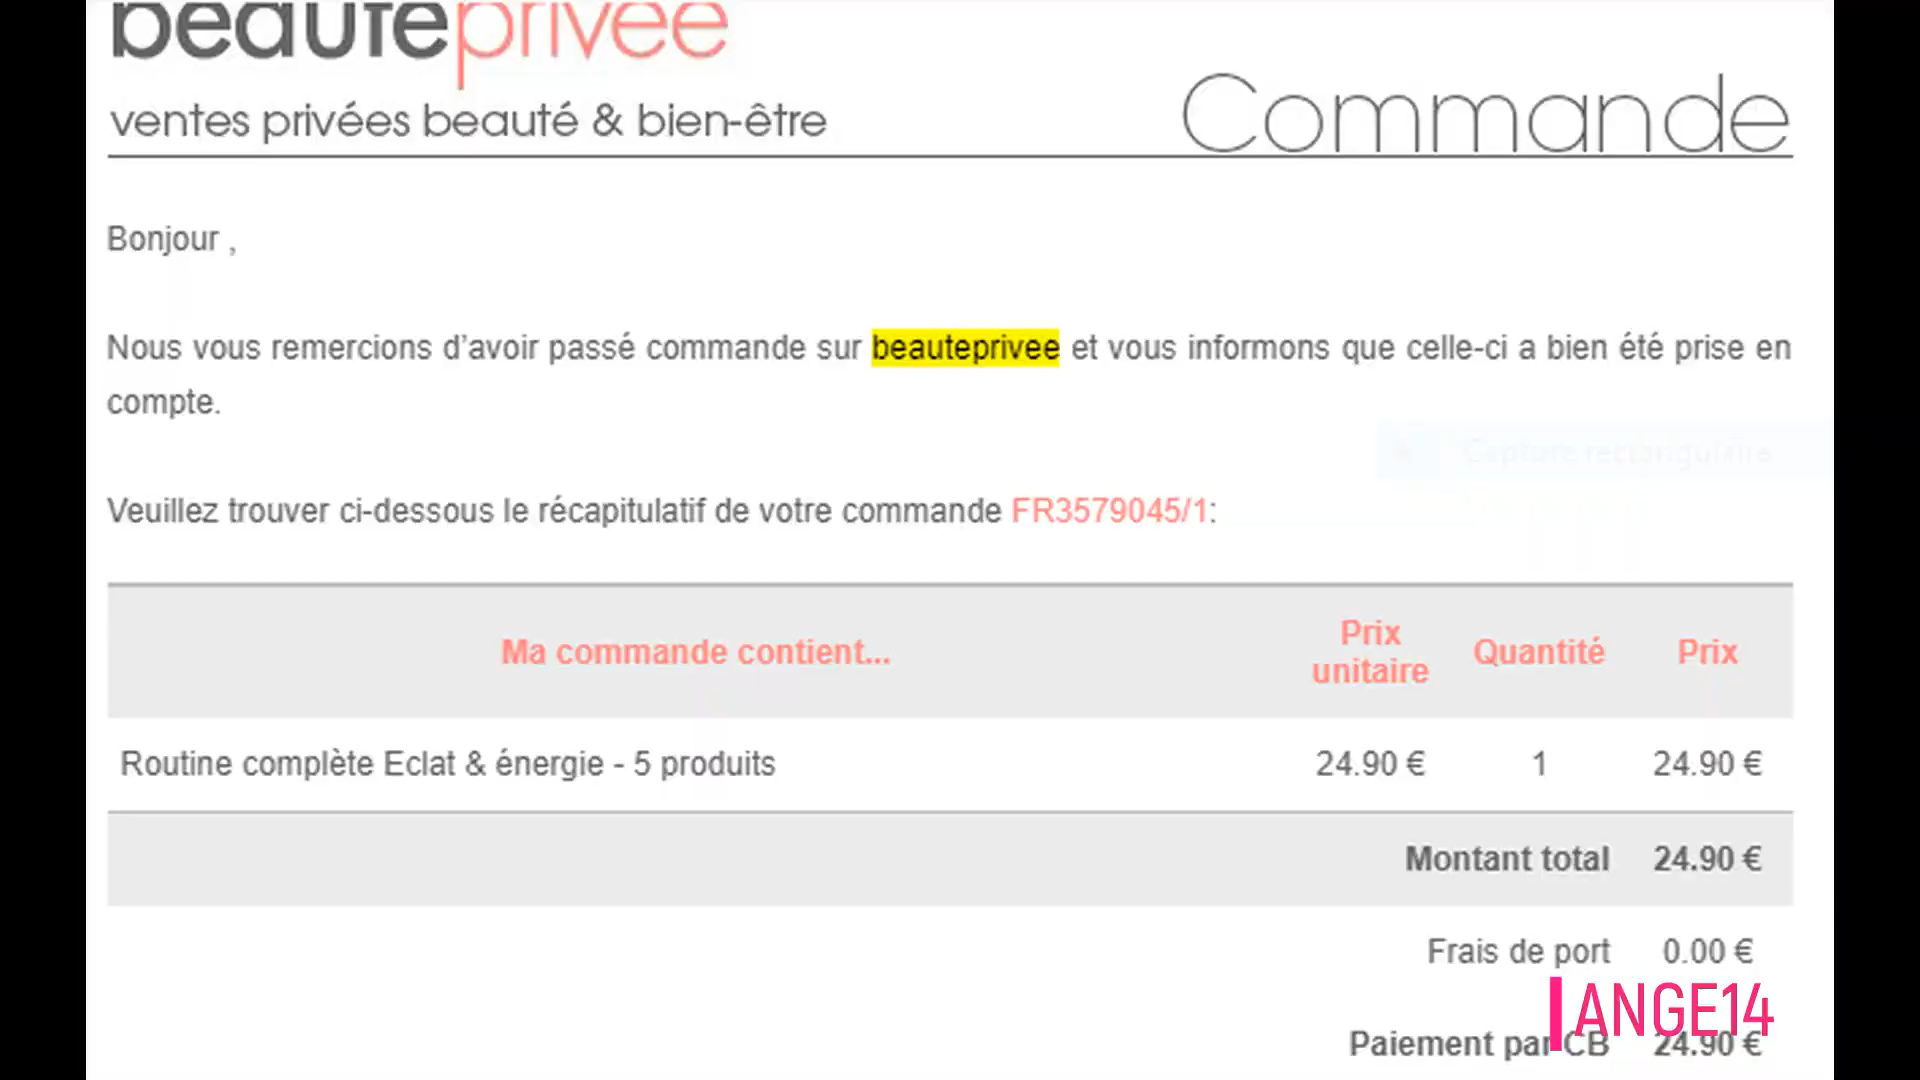 beauteprivee
ventes privées beauté & bien-être
Commande
Bonjour ,
Nous vous remercions d'avoir passé commande sur beauteprivee et vous informons que celle-ci a bien été prise en
compte.
Capture rectangulaire
Veuillez trouver ci-dessous le récapitulatif de votre commande FR3579045/1:
Ma commande contient... Prix unitaire Quantité Prix
Routine complète Eclat & énergie - 5 produits 24.90 € 1 24.90 €
Montant total 24.90 €
Frais de port 0.00 €
ANGE14
Paiement par CB 24.90 €